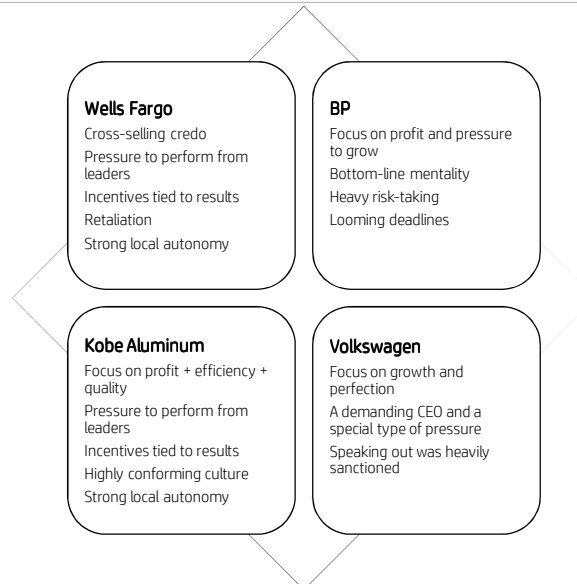 Wells Fargo
Cross-selling credo
Pressure to perform from
leaders
Incentives tied to results
Retaliation
Strong local autonomy
BP
Focus on profit and pressure
to grow
Bottom-line mentality
Heavy risk-taking
Looming deadlines
Kobe Aluminum
Focus on profit + efficiency +
quality
Pressure to perform from
leaders
Incentives tied to results
Highly conforming culture
Strong local autonomy
Volkswagen
Focus on growth and
perfection
A demanding CEO and a
special type of pressure
Speaking out was heavily
sanctioned